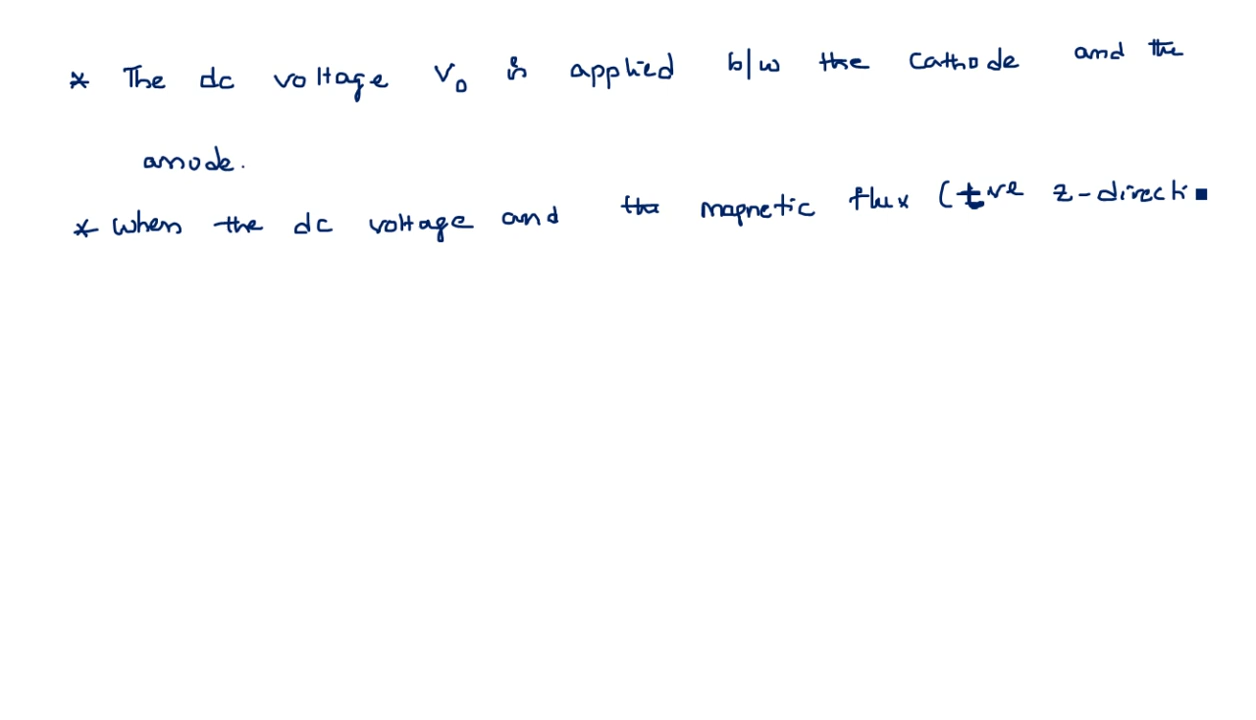 * The dc voltage V₀ is applied b/w the cathode and the
anode.
* When the dc voltage and the magnetic flux (+ve z-directi